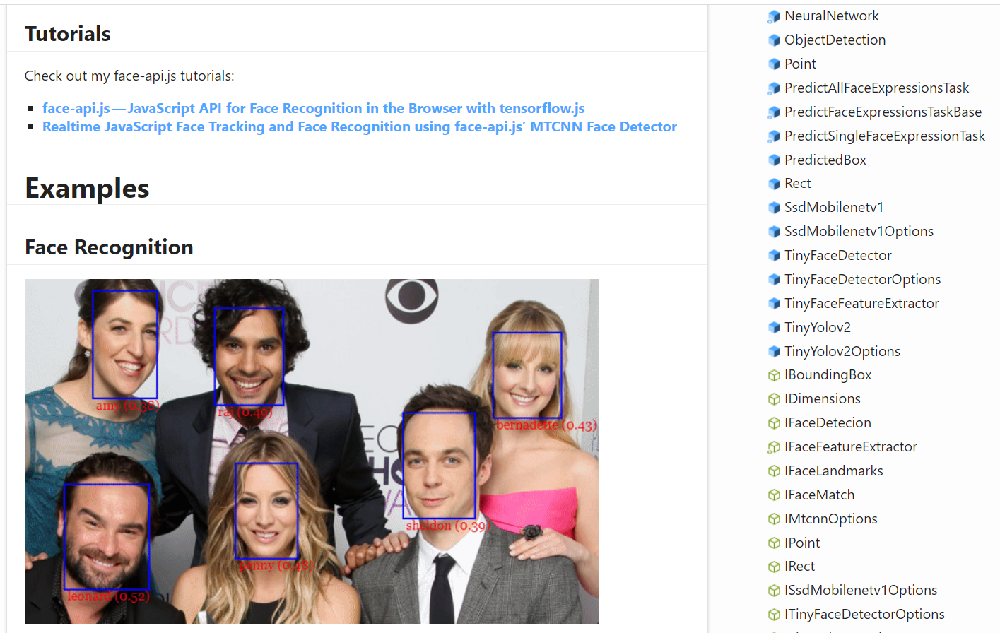 Tutorials
Check out my face-api.js tutorials:
face-api.js — JavaScript API for Face Recognition in the Browser with tensorflow.js
Realtime JavaScript Face Tracking and Face Recognition using face-api.js’ MTCNN Face Detector
Examples
Face Recognition
amy (0.38)
raj (0.49)
bernadette (0.43)
sheldon (0.39)
penny (0.48)
leonard (0.52)
NeuralNetwork
ObjectDetection
Point
PredictAllFaceExpressionsTask
PredictFaceExpressionsTaskBase
PredictSingleFaceExpressionTask
PredictedBox
Rect
SsdMobilenetv1
SsdMobilenetv1Options
TinyFaceDetector
TinyFaceDetectorOptions
TinyFaceFeatureExtractor
TinyYolov2
TinyYolov2Options
IBoundingBox
IDimensions
IFaceDetecion
IFaceFeatureExtractor
IFaceLandmarks
IFaceMatch
IMtcnnOptions
IPoint
IRect
ISsdMobilenetv1Options
ITinyFaceDetectorOptions